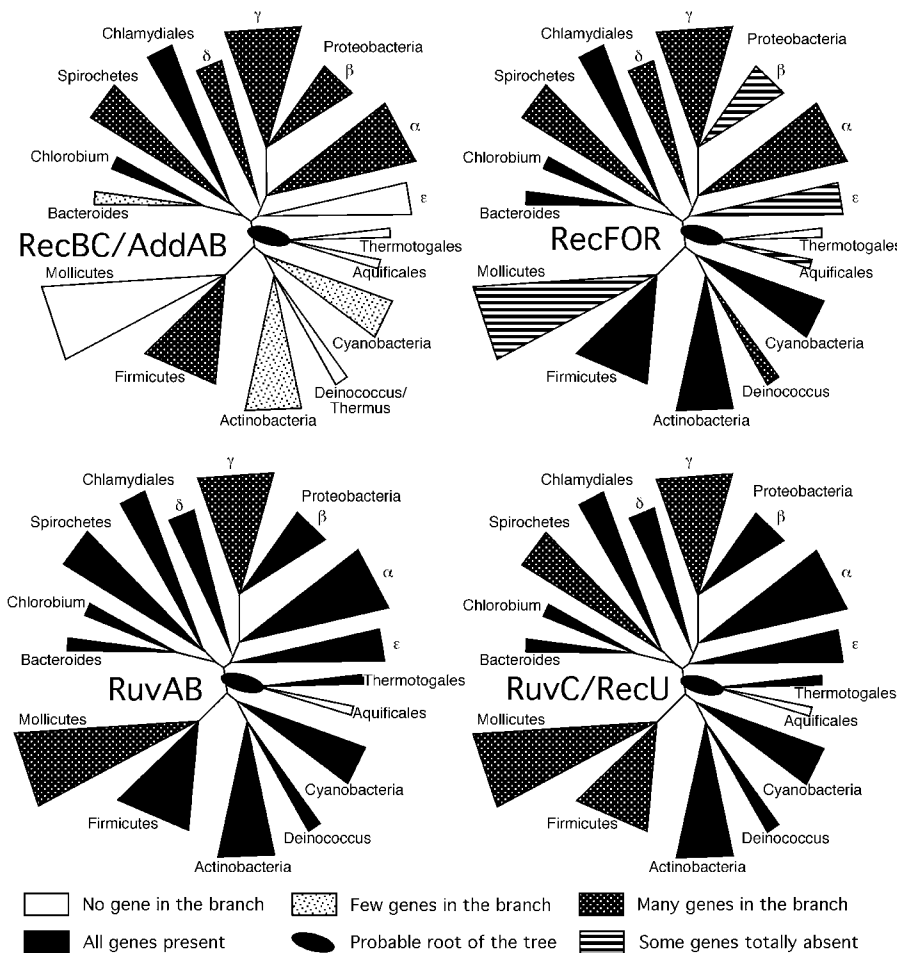 Chlamydiales
γ
Proteobacteria
δ
β
Spirochetes
α
Chlorobium
ε
Bacteroides
RecBC/AddAB
Thermotogales
Mollicutes
Aquificales
Cyanobacteria
Firmicutes
Deinococcus/
Thermus
Actinobacteria
Chlamydiales
γ
Proteobacteria
δ
β
Spirochetes
α
Chlorobium
ε
Bacteroides
RecFOR
Thermotogales
Mollicutes
Aquificales
Cyanobacteria
Firmicutes
Deinococcus
Actinobacteria
Chlamydiales
γ
Proteobacteria
δ
β
Spirochetes
α
Chlorobium
ε
Bacteroides
RuvAB
Thermotogales
Mollicutes
Aquificales
Cyanobacteria
Firmicutes
Deinococcus
Actinobacteria
Chlamydiales
γ
Proteobacteria
δ
β
Spirochetes
α
Chlorobium
ε
Bacteroides
RuvC/RecU
Thermotogales
Mollicutes
Aquificales
Cyanobacteria
Firmicutes
Deinococcus
Actinobacteria
No gene in the branch
Few genes in the branch
Many genes in the branch
All genes present
Probable root of the tree
Some genes totally absent